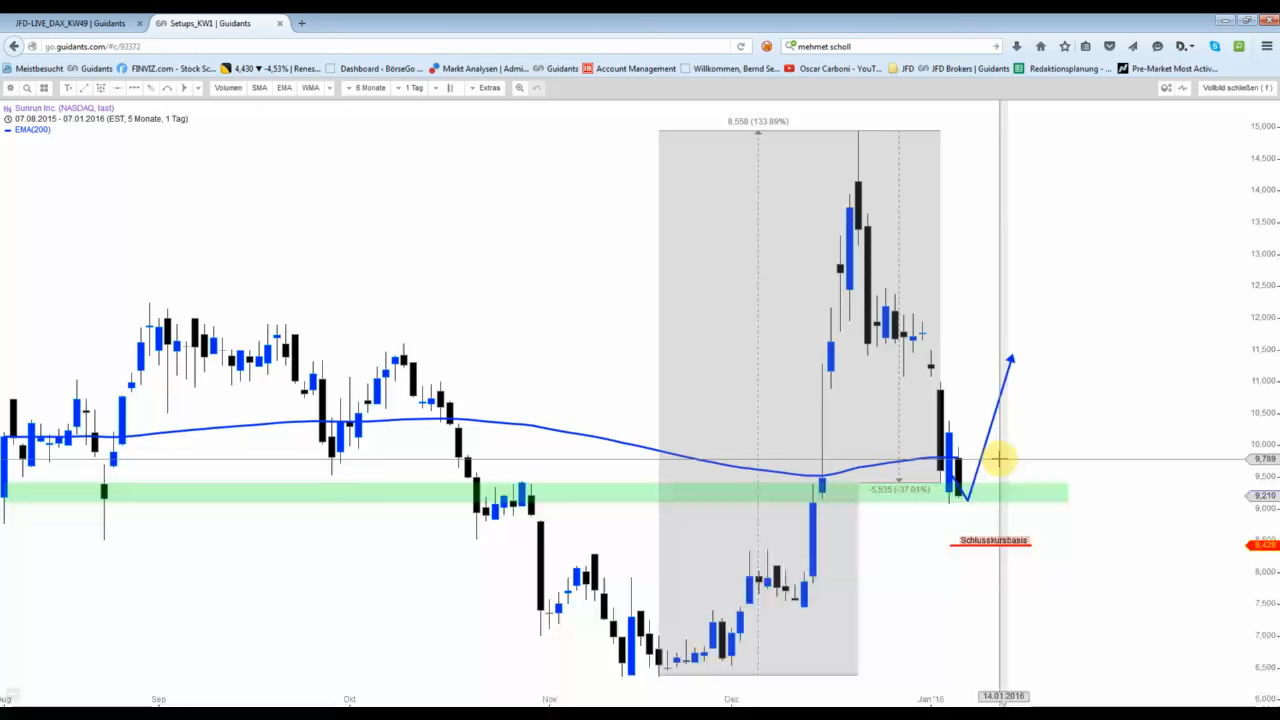 JFD-LIVE_DAX_KW49 | Guidants × Setups_KW1 | Guidants × +
go.guidants.com/#c/93372 mehmet scholl
Meistbesucht Guidants FINVIZ.com - Stock Sc... 4,430 ▼ -4,53% | Renes... Dashboard - BörseGo ... Markt Analysen | Admi... Guidants Account Management Willkommen, Bernd Se... Oscar Carboni - YouT... JFD JFD Brokers | Guidants Redaktionsplanung - ... Pre-Market Most Activ...
Volumen SMA EMA WMA 6 Monate 1 Tag Extras Vollbild schließen ( f )
Sunrun Inc. (NASDAQ, last)
07.08.2015 - 07.01.2016 (EST, 5 Monate, 1 Tag)
EMA(200)
8,558 (133.89%)
15,000
14,500
14,000
13,500
13,000
12,500
12,000
11,500
11,000
10,500
10,000
9,789
9,500
-5,535 (-37.01%)
9,210
9,000
Schlusskursbasis
8,428
8,000
7,500
7,000
6,500
6,000
Sep Okt Nov Dez Jan '16 14.01.2016